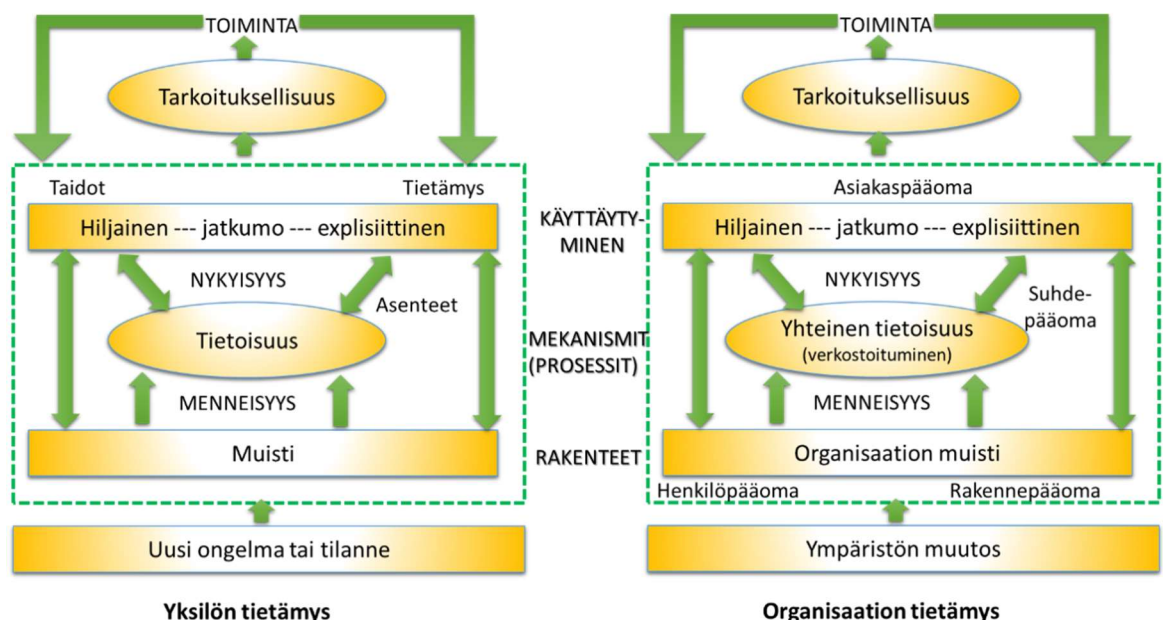 TOIMINTA
Tarkoituksellisuus
Taidot
Tietämys
Hiljainen --- jatkumo --- explisiittinen
NYKYISYYS
Asenteet
Tietoisuus
MENNEISYYS
Muisti
Uusi ongelma tai tilanne
Yksilön tietämys
KÄYTTÄYTY-
MINEN
MEKANISMIT
(PROSESSIT)
RAKENTEET
TOIMINTA
Tarkoituksellisuus
Asiakaspääoma
Hiljainen --- jatkumo --- explisiittinen
NYKYISYYS
Suhde-
pääoma
Yhteinen tietoisuus
(verkostoituminen)
MENNEISYYS
Organisaation muisti
Henkilöpääoma
Rakennepääoma
Ympäristön muutos
Organisaation tietämys